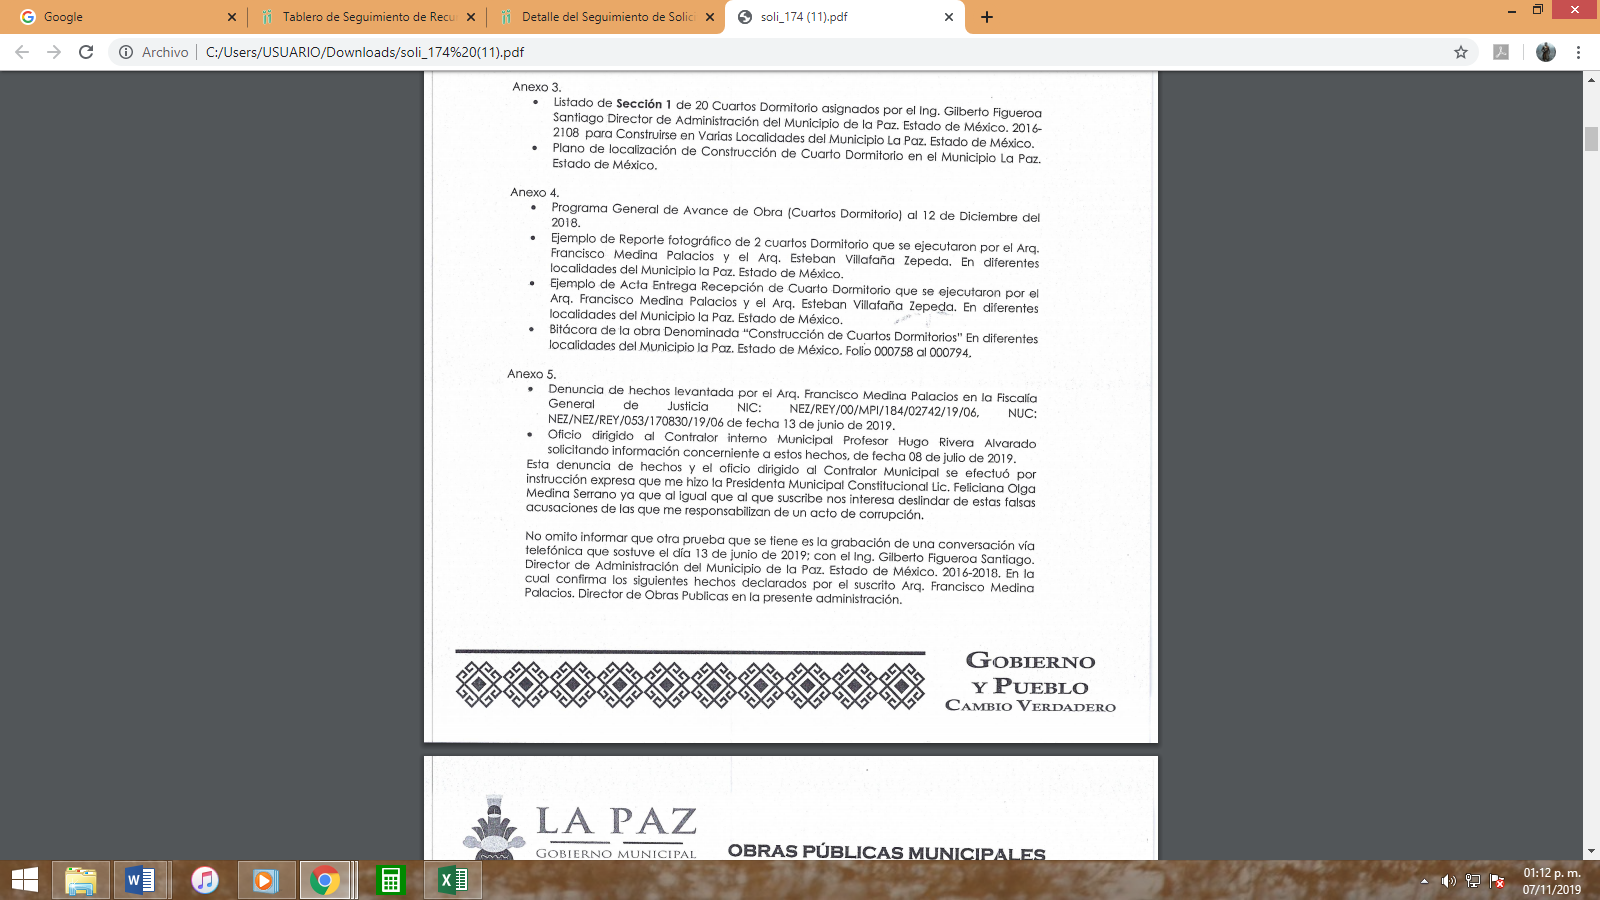 Google
Tablero de Seguimiento de Recu
Detalle del Seguimiento de Solici
soli_174 (11).pdf
Archivo
C:/Users/USUARIO/Downloads/soli_174%20(11).pdf
Anexo 3.
• Listado de Sección 1 de 20 Cuartos Dormitorio asignados por el Ing. Gilberto Figueroa
Santiago Director de Administración del Municipio de la Paz. Estado de México. 2016-
2108 para Construirse en Varias Localidades del Municipio La Paz. Estado de México.
• Plano de localización de Construcción de Cuarto Dormitorio en el Municipio La Paz.
Estado de México.
Anexo 4.
• Programa General de Avance de Obra (Cuartos Dormitorio) al 12 de Diciembre del
2018.
• Ejemplo de Reporte fotográfico de 2 cuartos Dormitorio que se ejecutaron por el Arq.
Francisco Medina Palacios y el Arq. Esteban Villafaña Zepeda. En diferentes
localidades del Municipio la Paz. Estado de México.
• Ejemplo de Acta Entrega Recepción de Cuarto Dormitorio que se ejecutaron por el
Arq. Francisco Medina Palacios y el Arq. Esteban Villafaña Zepeda. En diferentes
localidades del Municipio la Paz. Estado de México.
• Bitácora de la obra Denominada “Construcción de Cuartos Dormitorios” En diferentes
localidades del Municipio la Paz. Estado de México. Folio 000758 al 000794.
Anexo 5.
• Denuncia de hechos levantada por el Arq. Francisco Medina Palacios en la Fiscalía
General de Justicia NIC: NEZ/REY/00/MPI/184/02742/19/06, NUC:
NEZ/NEZ/REY/053/170830/19/06 de fecha 13 de junio de 2019.
• Oficio dirigido al Contralor interno Municipal Profesor Hugo Rivera Alvarado
solicitando información concerniente a estos hechos, de fecha 08 de julio de 2019.
Esta denuncia de hechos y el oficio dirigido al Contralor Municipal se efectuó por
instrucción expresa que me hizo la Presidenta Municipal Constitucional Lic. Feliciana Olga
Medina Serrano ya que al igual que al que suscribe nos interesa deslindar de estas falsas
acusaciones de las que me responsabilizan de un acto de corrupción.
No omito informar que otra prueba que se tiene es la grabación de una conversación vía
telefónica que sostuve el día 13 de junio de 2019; con el Ing. Gilberto Figueroa Santiago.
Director de Administración del Municipio de la Paz. Estado de México. 2016-2018. En la
cual confirma los siguientes hechos declarados por el suscrito Arq. Francisco Medina
Palacios. Director de Obras Publicas en la presente administración.
GOBIERNO
Y PUEBLO
CAMBIO VERDADERO
LA PAZ
GOBIERNO MUNICIPAL
OBRAS PÚBLICAS MUNICIPALES
01:12 p. m.
07/11/2019